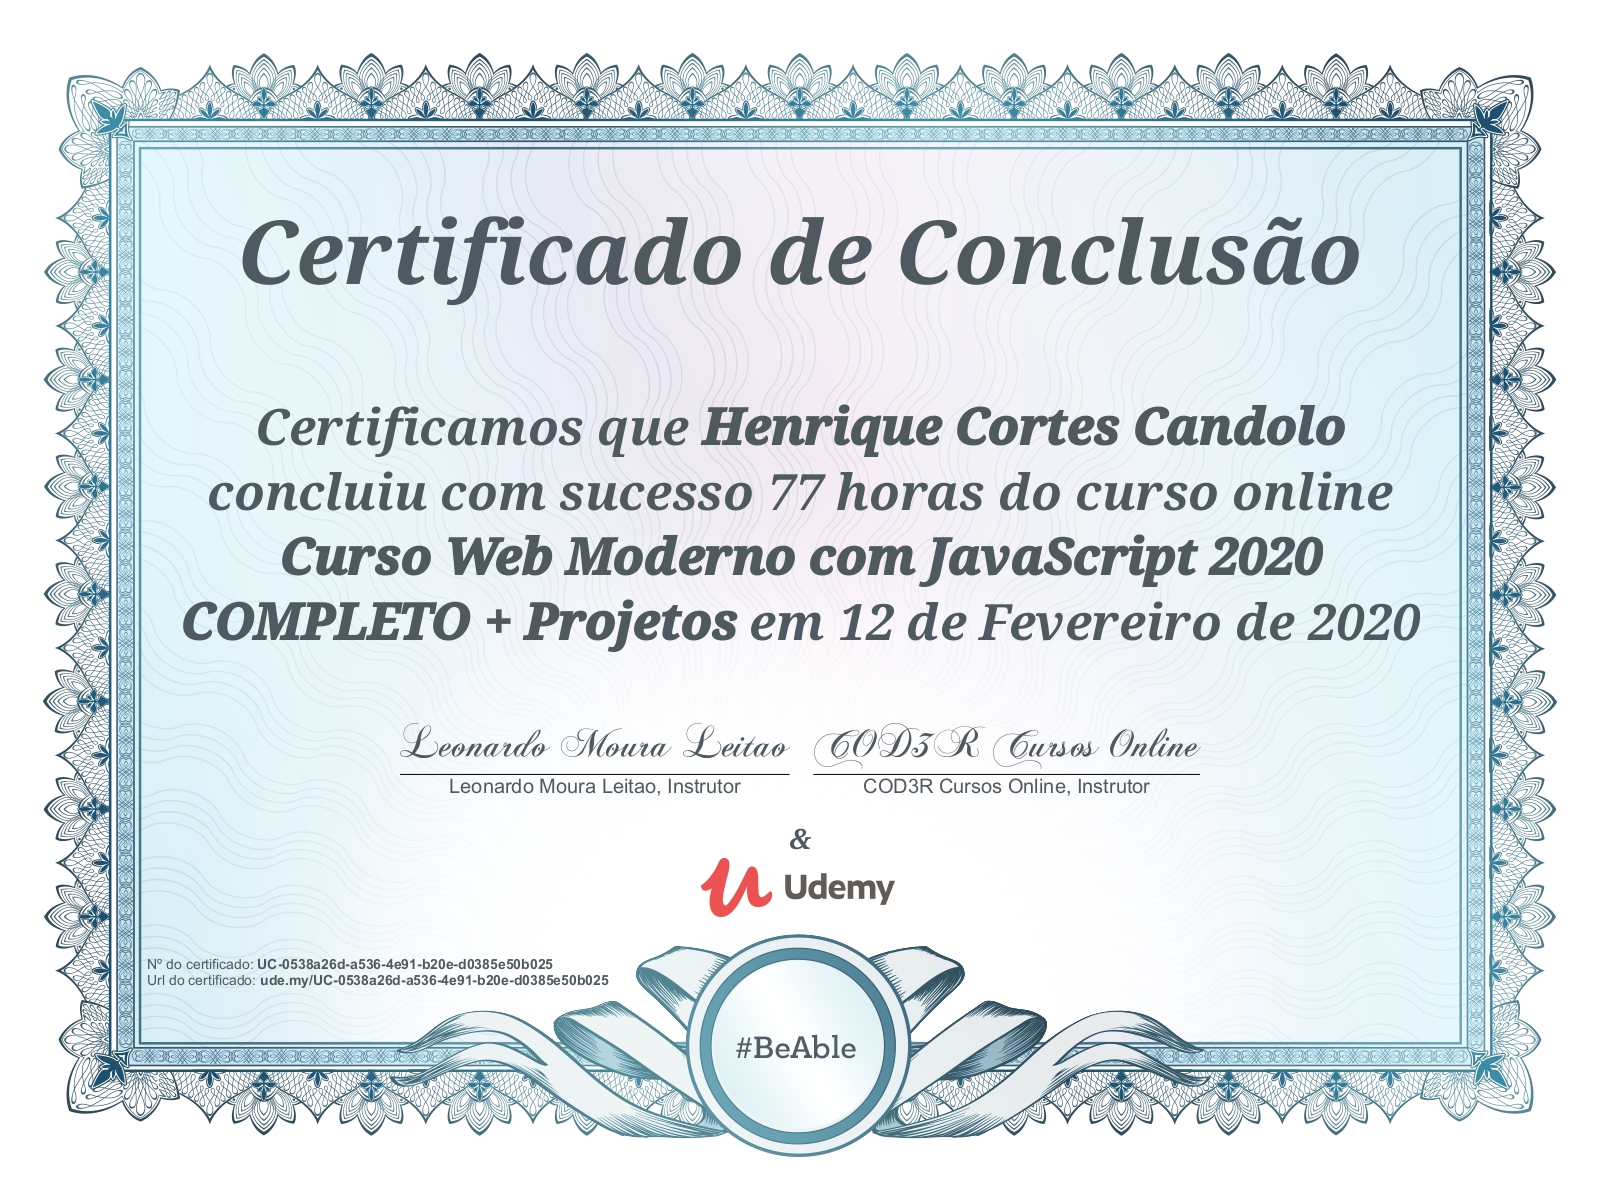 Certificado de Conclusão
Certificamos que Henrique Cortes Candolo
concluiu com sucesso 77 horas do curso online
Curso Web Moderno com JavaScript 2020
COMPLETO + Projetos em 12 de Fevereiro de 2020
Leonardo Moura Leitao COD3R Cursos Online
Leonardo Moura Leitao, Instrutor COD3R Cursos Online, Instrutor
&
Udemy
Nº do certificado: UC-0538a26d-a536-4e91-b20e-d0385e50b025
Url do certificado: ude.my/UC-0538a26d-a536-4e91-b20e-d0385e50b025
#BeAble